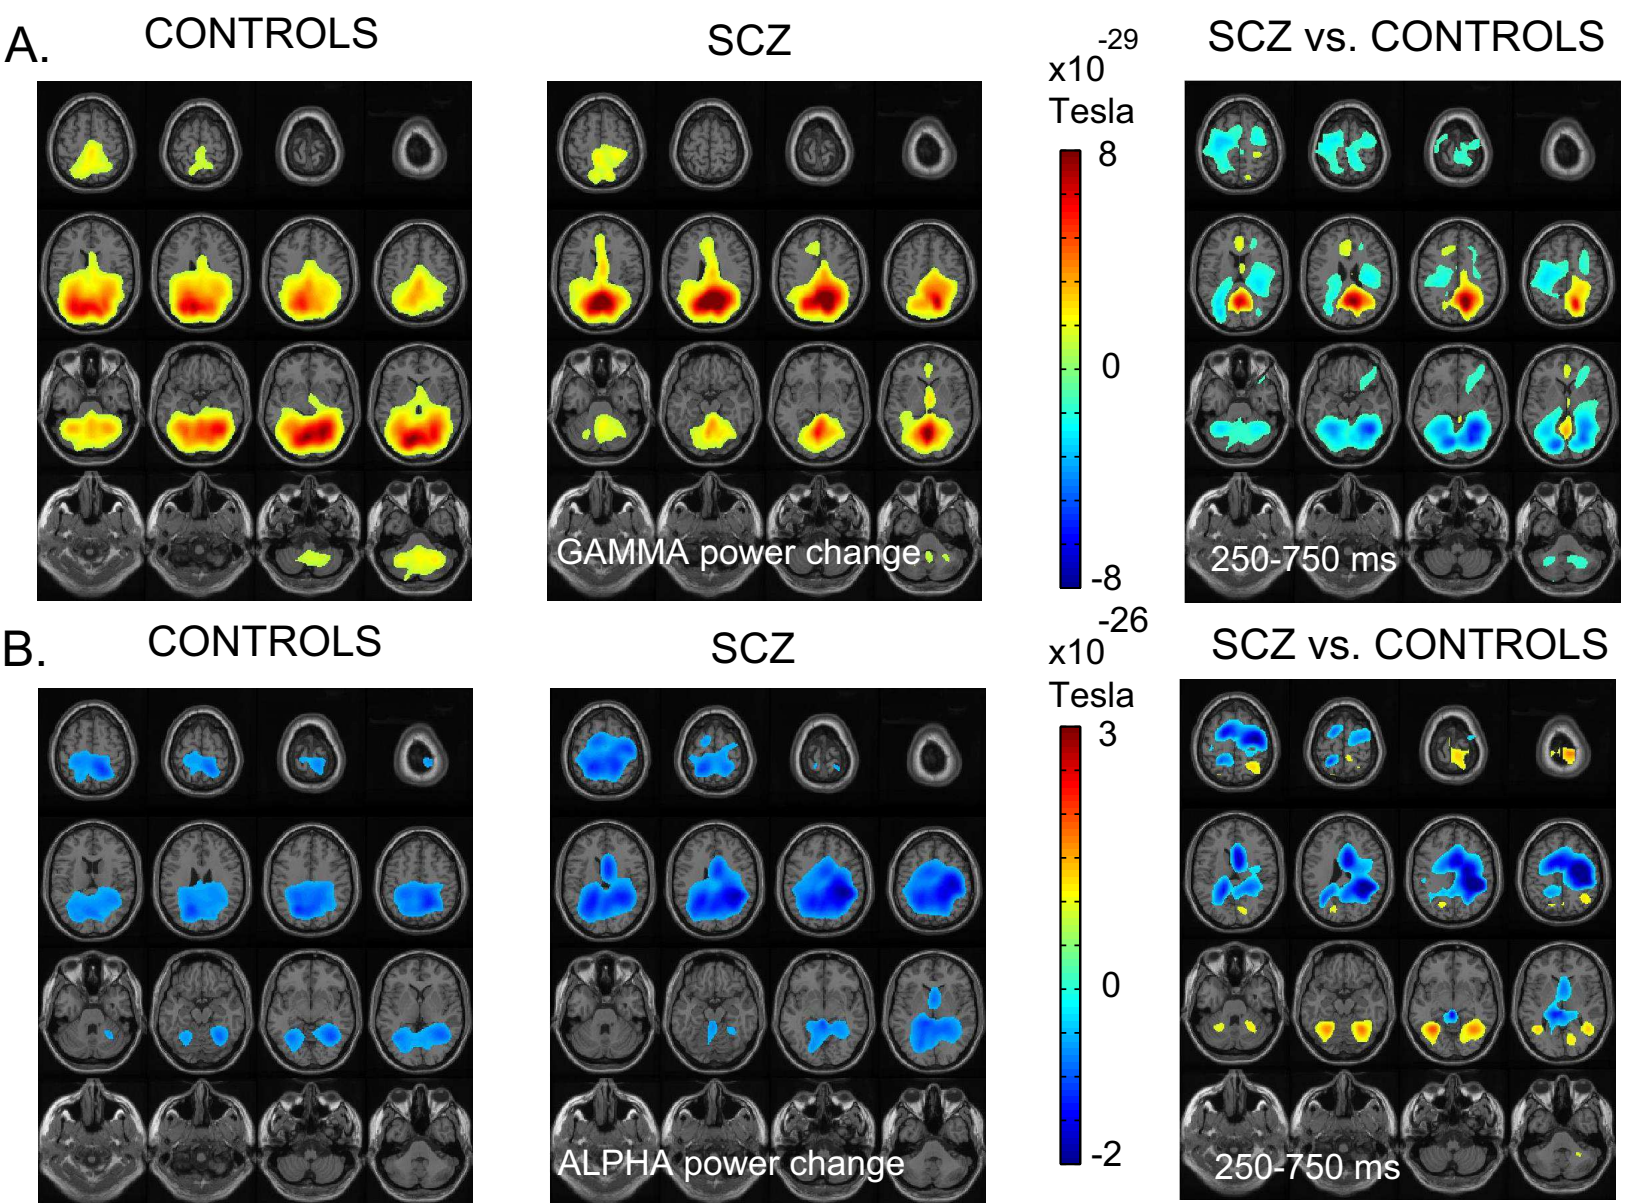 A.
CONTROLS
SCZ
x10-29
Tesla
8
0
-8
SCZ vs. CONTROLS
GAMMA power change
250-750 ms
B.
CONTROLS
SCZ
x10-26
Tesla
3
0
-2
SCZ vs. CONTROLS
ALPHA power change
250-750 ms